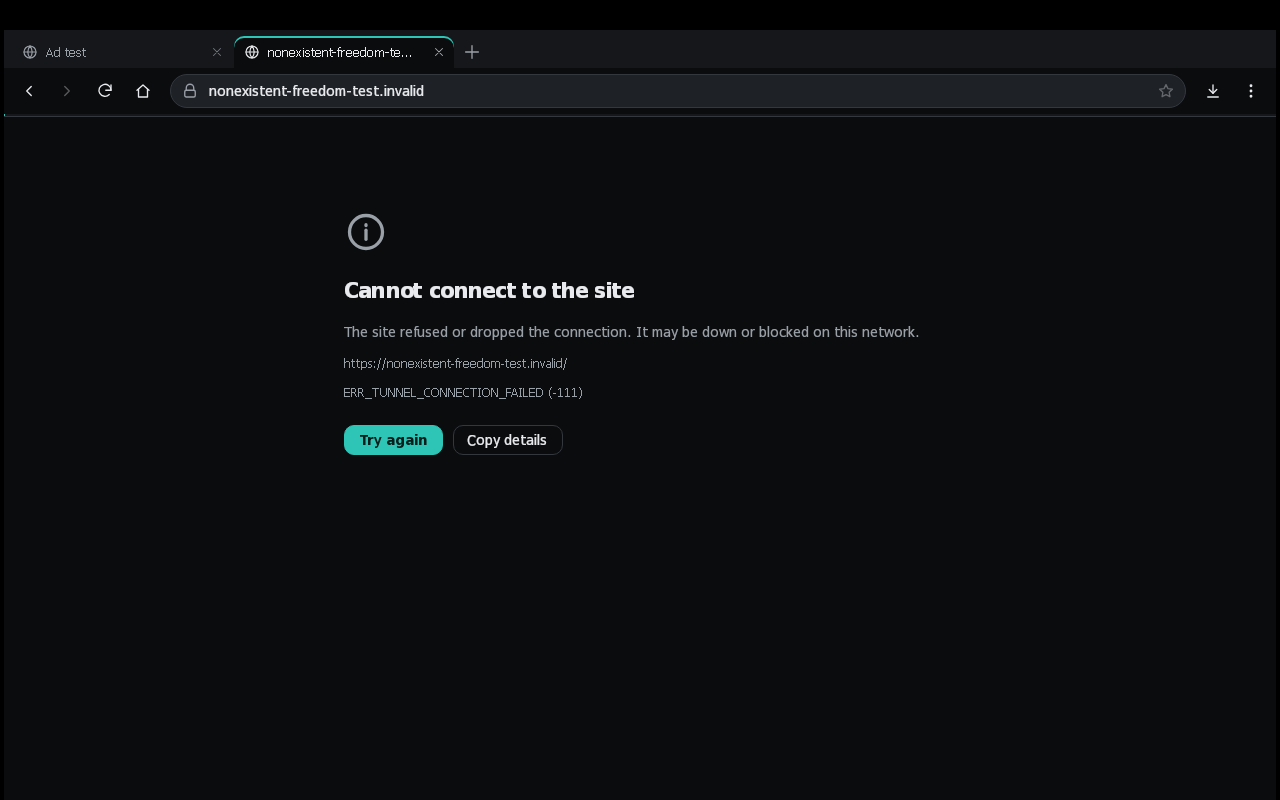 Ad test
nonexistent-freedom-te...
nonexistent-freedom-test.invalid
Cannot connect to the site
The site refused or dropped the connection. It may be down or blocked on this network.
https://nonexistent-freedom-test.invalid/
ERR_TUNNEL_CONNECTION_FAILED (-111)
Try again
Copy details